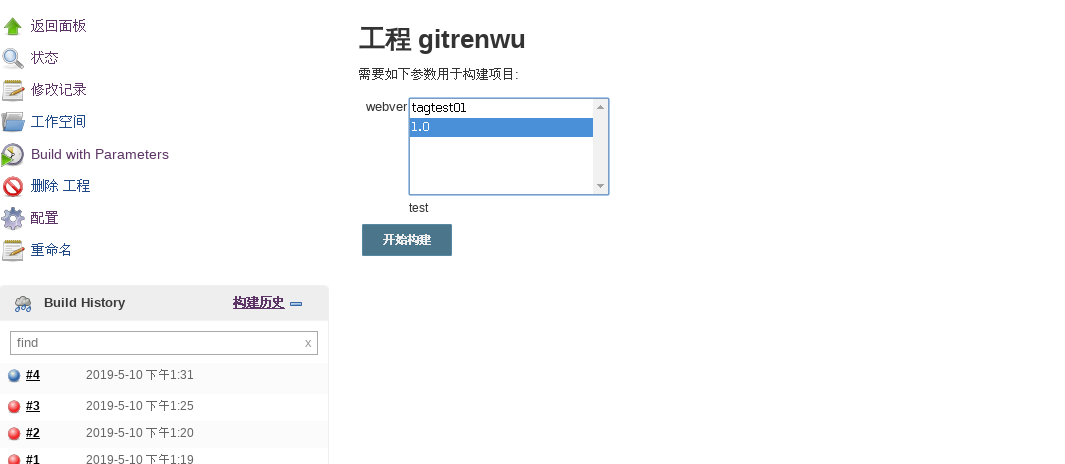 返回面板
状态
修改记录
工作空间
Build with Parameters
删除 工程
配置
重命名
Build History 构建历史
find x
#4 2019-5-10 下午1:31
#3 2019-5-10 下午1:25
#2 2019-5-10 下午1:20
#1 2019-5-10 下午1:19
工程 gitrenwu
需要如下参数用于构建项目:
webver tagtest01
1.0
test
开始构建